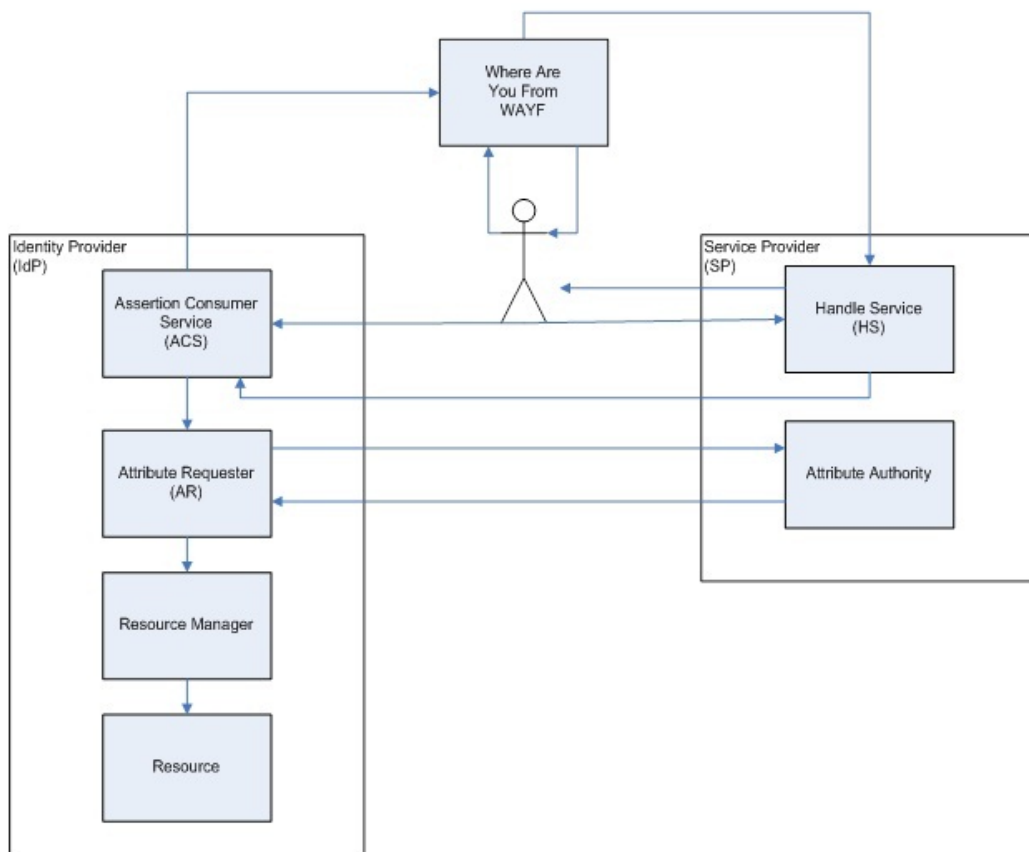 Where Are
You From
WAYF
Identity Provider
(IdP)
Assertion Consumer
Service
(ACS)
Attribute Requester
(AR)
Resource Manager
Resource
Service Provider
(SP)
Handle Service
(HS)
Attribute Authority